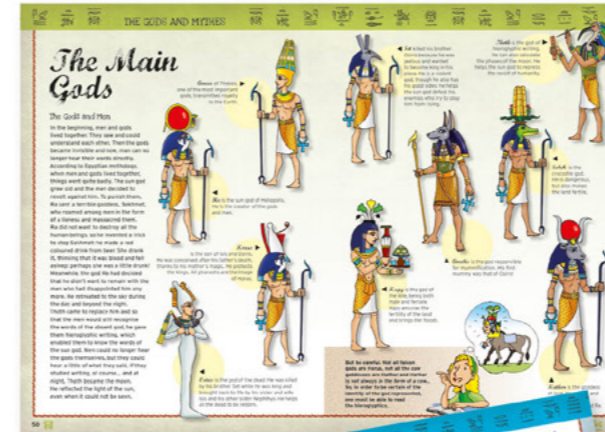 THE GODS AND MYTHS
The Main
Gods
The Gods and Men
In the beginning, men and gods
lived together. They saw and could
understand each other. Then the gods
became invisible and now, men can no
longer hear their words directly.
According to Egyptian mythology,
when men and gods lived together,
things went quite badly. The sun god
grew old and the men decided to
revolt against him. To punish them,
Ra sent a terrible goddess, Sekhmet,
who roamed among men in the form
of a lioness and massacred them.
Ra did not want to destroy all the
human beings, so he invented a trick
to stop Sekhmet: he made a red
coloured drink from beer. She drank
it, thinking that it was blood and fell
asleep; perhaps she was a little drunk!
Meanwhile, the god Ra had decided
that he didn't want to remain with the
men who had disappointed him any
more. He retreated to the sky during
the day and beyond the night.
Thoth came to replace him and so
that the men would still recognise
the words of the absent god, he gave
them hieroglyphic writing, which
enabled them to know the words of
the sun god. Men could no longer hear
the gods themselves, but they could
hear a little of what they said, if they
studied writing, of course... and at
night, Thoth became the moon.
He reflected the light of the sun,
even when it could not be seen.
one of the most important
gods, transmitted royalty
to the Earth.
Ra is the sun god of Heliopolis.
He is the creator of the gods
and men.
Horus
is the son of Isis and Osiris.
He was conceived after his father's death,
thanks to his mother's magic. He protects
the kings. All pharaohs are the image
of Horus.
Osiris is the god of the dead. He was killed
by his brother Set while he was king and
brought back to life by his sister and wife
Isis and his other sister Nephthys. He helps
all the dead to be reborn.
Set killed his brother
Osiris because he was
jealous and wanted
to become king in his
place. He is a violent
god, though he also has
his good sides: he helps
the sun god defeat his
enemies who try to stop
him from rising.
Thoth is the god of
hieroglyphic writing.
He can also calculate
the phases of the moon. He
helps the sun god to express
the words of humanity.
Sobek is the
crocodile god.
He is dangerous,
but also makes
the land fertile.
Anubis is the god responsible
for mummification. His first
mummy was that of Osiris!
Hapy is the god of
the Nile. Being both
male and female
Hapy ensures the
fertility of the land
and brings the floods.
But be careful. Not all falcon
gods are Horus, not all the cow
goddesses are Hathor and Hathor
is not always in the form of a cow.
So, in order to be certain of the
identity of the god represented,
one must be able to read
the hieroglyphics.
Hathor is the goddess
50